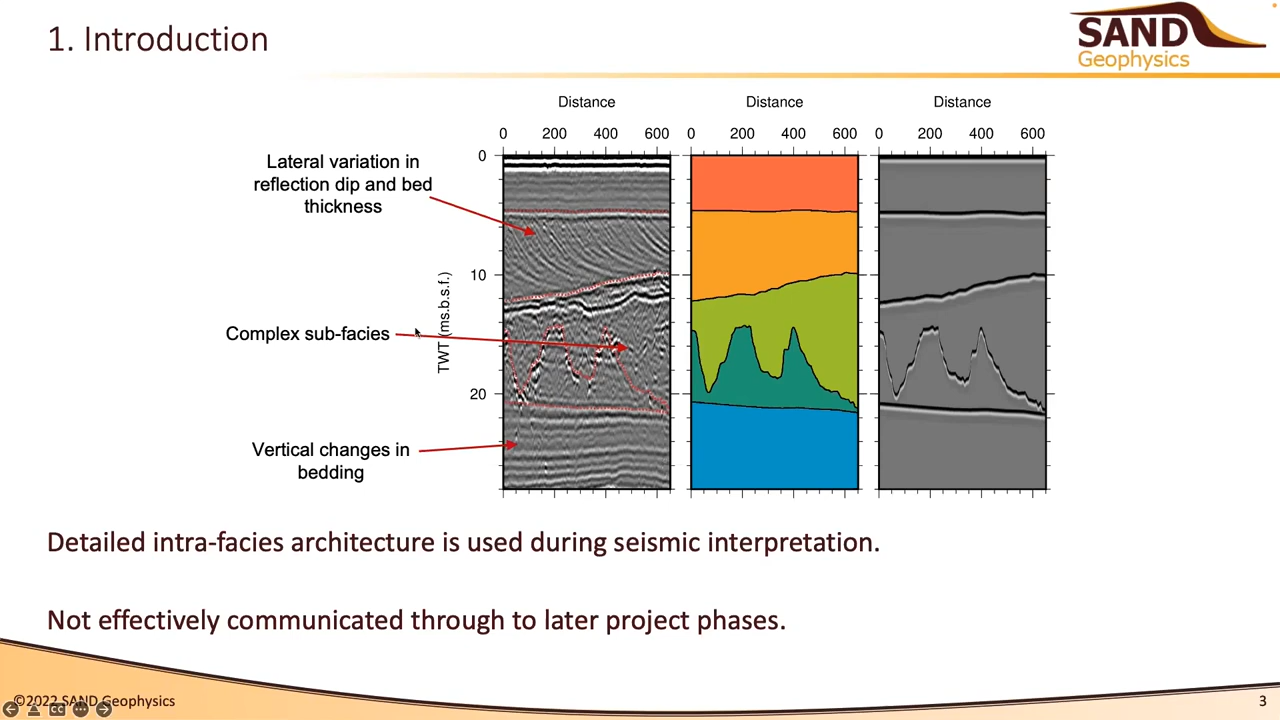 1. Introduction
SAND
Geophysics
Distance
Distance
Distance
0 200 400 600
0 200 400 600
0 200 400 600
0
10
20
TWT (ms.b.s.f.)
Lateral variation in
reflection dip and bed
thickness
Complex sub-facies
Vertical changes in
bedding
Detailed intra-facies architecture is used during seismic interpretation.
Not effectively communicated through to later project phases.
©2022 SAND Geophysics
CC
3